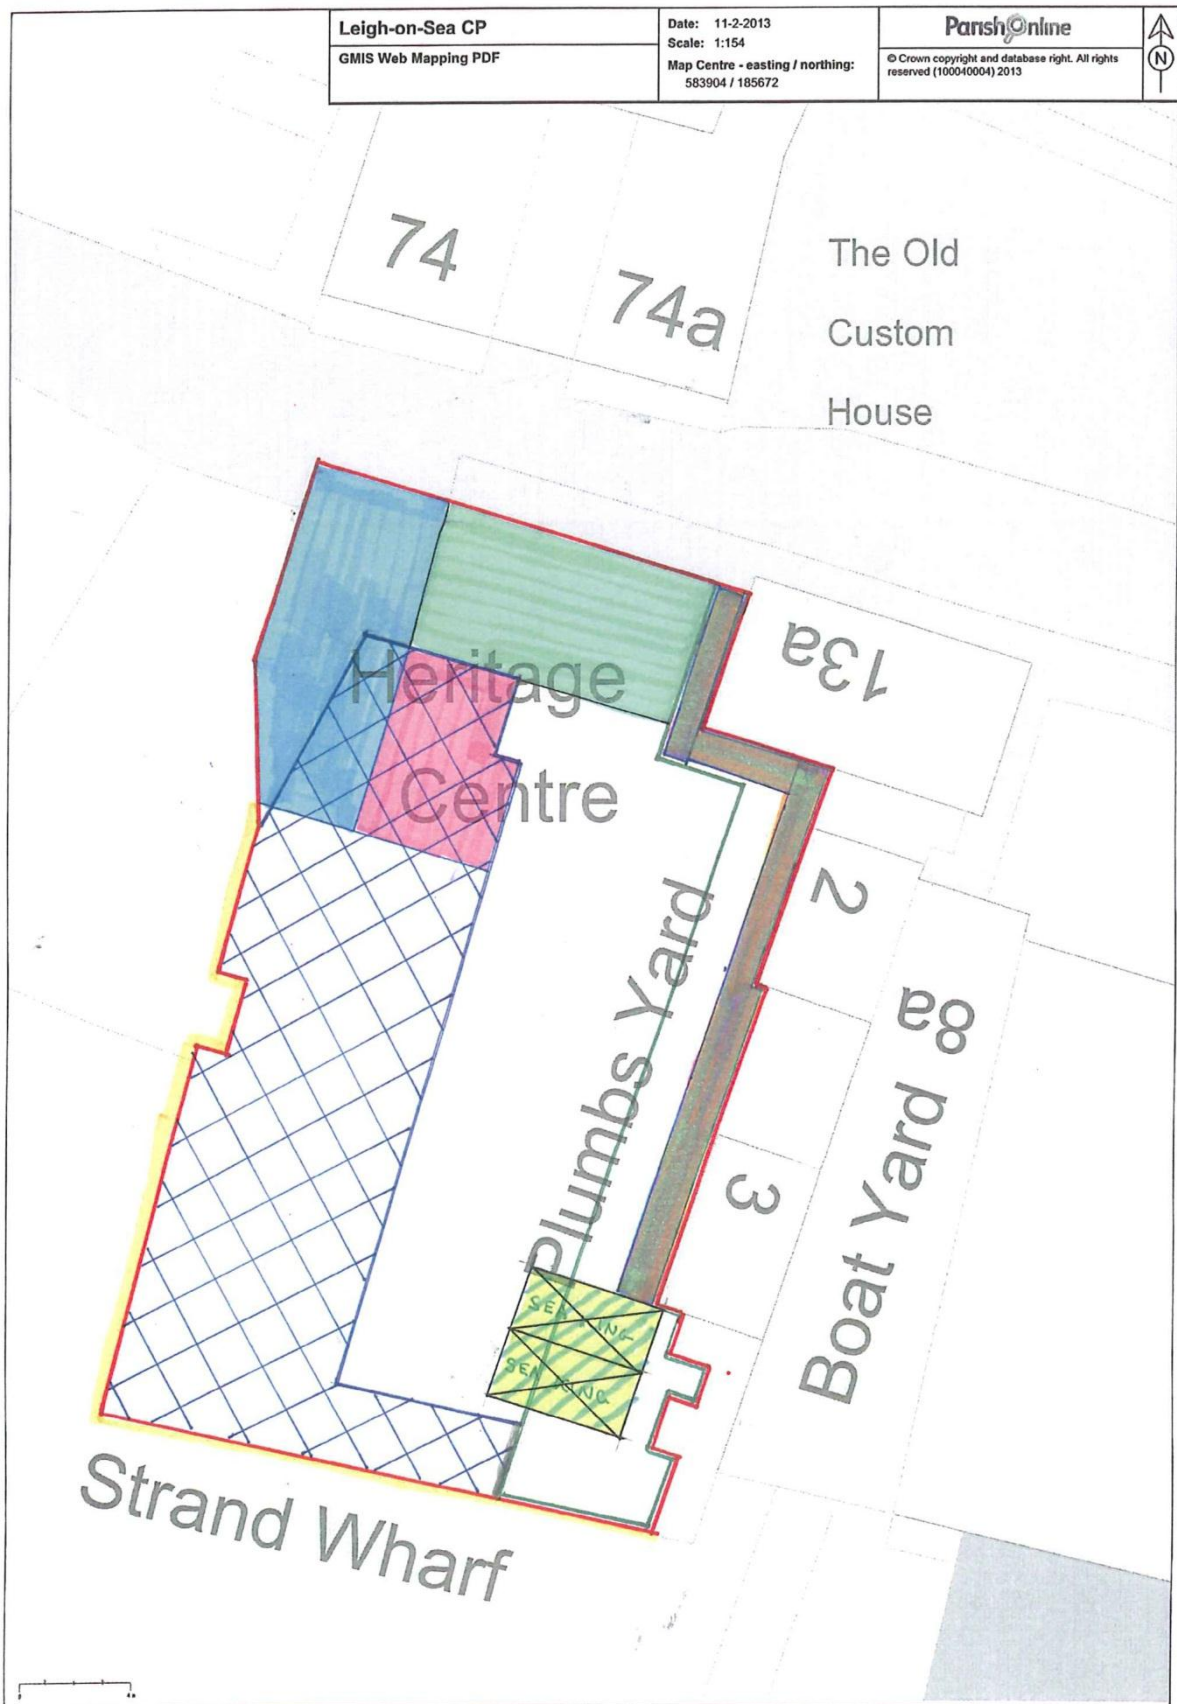 Leigh-on-Sea CP
GMIS Web Mapping PDF
Date: 11-2-2013
Scale: 1:154
Map Centre - easting / northing:
583904 / 185672
Parish Online
© Crown copyright and database right. All rights
reserved (100040004) 2013
N
74
74a
The Old
Custom
House
13a
Heritage
Centre
2
8a
Plumbs Yard
3
Boat Yard
Strand Wharf